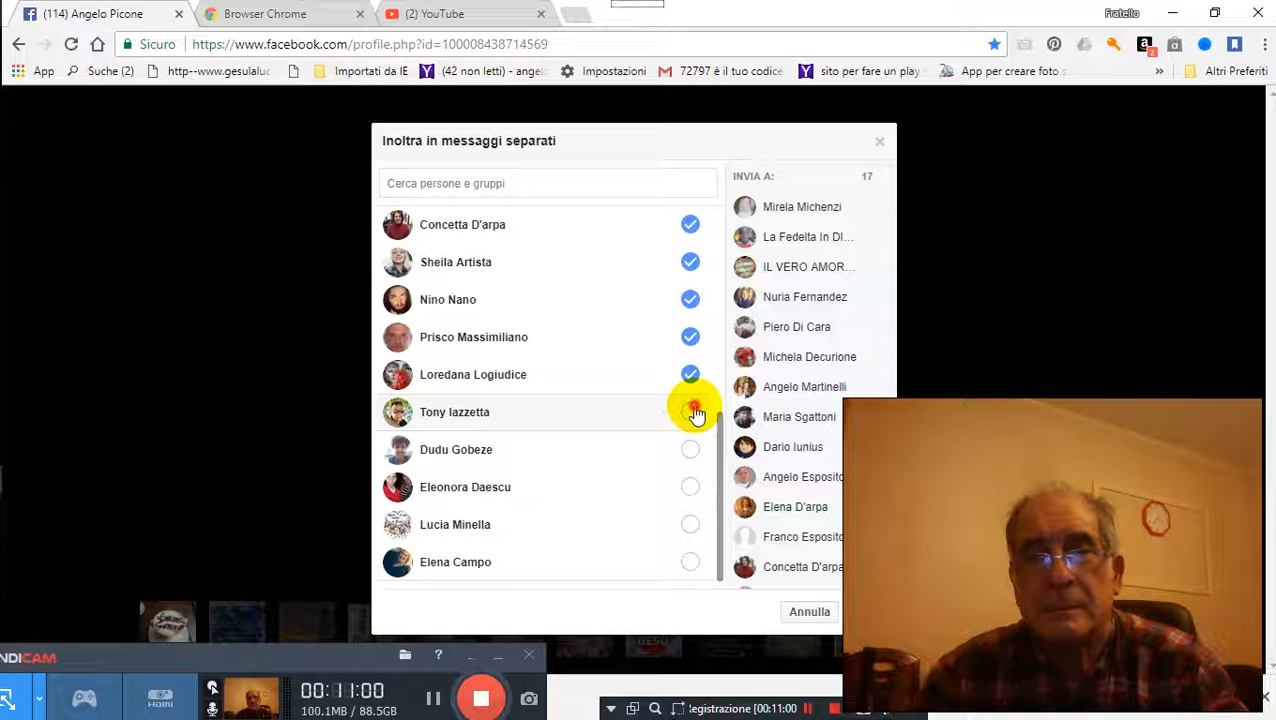 (114) Angelo Picone
Browser Chrome
(2) YouTube
Fratello
Sicuro
https://www.facebook.com/profile.php?id=100008438714569
2
App
Suche (2)
http--www.gesulaluc
Importati da IE
(42 non letti) - angelo
Impostazioni
72797 è il tuo codice
sito per fare un play
App per creare foto s
Altri Preferiti
Inoltra in messaggi separati
Cerca persone e gruppi
Concetta D'arpa
Sheila Artista
Nino Nano
Prisco Massimiliano
Loredana Logiudice
Tony Iazzetta
Dudu Gobeze
Eleonora Daescu
Lucia Minella
Elena Campo
INVIA A:
17
Mirela Michenzi
La Fedelta In DI...
IL VERO AMOR...
Nuria Fernandez
Piero Di Cara
Michela Decurione
Angelo Martinelli
Maria Sgattoni
Dario Iunius
Angelo Esposito
Elena D'arpa
Franco Esposito
Concetta D'arpa
Annulla
NDICAM
HDMI
00:11:00
100.1MB / 88.5GB
Registrazione [00:11:00